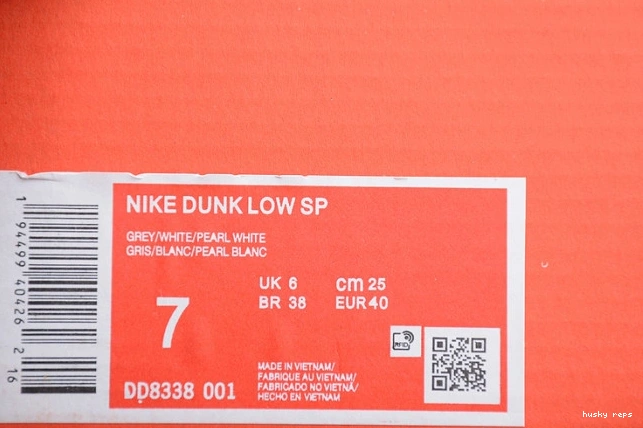 NIKE DUNK LOW SP
GREY/WHITE/PEARL WHITE
GRIS/BLANC/PEARL BLANC
7
UK 6 cm 25
BR 38 EUR 40
RFID
MADE IN VIETNAM/
FABRIQUE AU VIETNAM/
FABRICADO NO VIETNÃ/
HECHO EN VIETNAM
DD8338 001
1 94499 40426 2 16
husky reps